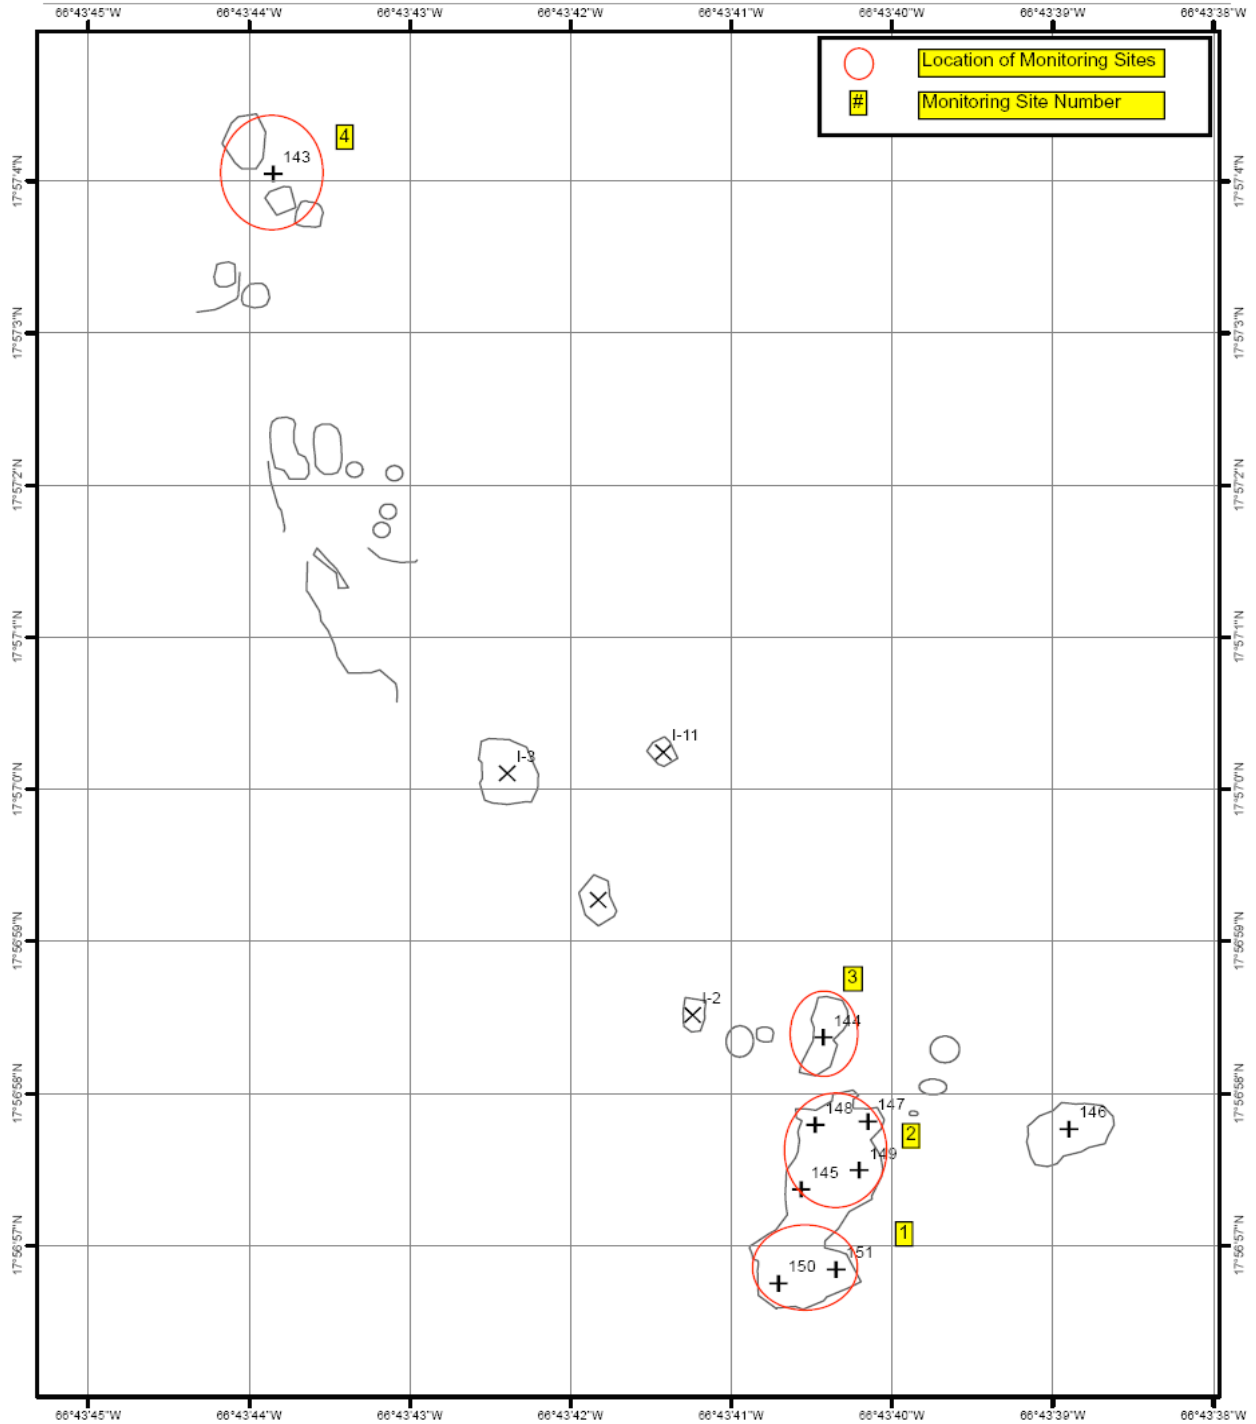 66°43'45"W 66°43'44"W 66°43'43"W 66°43'42"W 66°43'41"W 66°43'40"W 66°43'39"W 66°43'38"W
Location of Monitoring Sites
# Monitoring Site Number
4
143
17°57'4"N 17°57'4"N
17°57'3"N 17°57'3"N
17°57'2"N 17°57'2"N
17°57'1"N 17°57'1"N
I-11
I-3
17°57'0"N 17°57'0"N
17°56'59"N 17°56'59"N
3
I-2
144
17°56'58"N 17°56'58"N
148 147 146
2
149
145
1
17°56'57"N 17°56'57"N
151
150
66°43'45"W 66°43'44"W 66°43'43"W 66°43'42"W 66°43'41"W 66°43'40"W 66°43'39"W 66°43'38"W